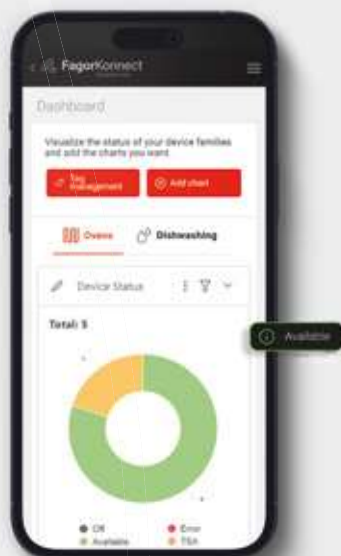 FagorKonnect
Dashboard
Visualize the status of your device families
and add the charts you want
Tag
management
Add chart
Ovens
Dishwashing
Device Status
Total: 5
Available
Off
Error
Available
TSA